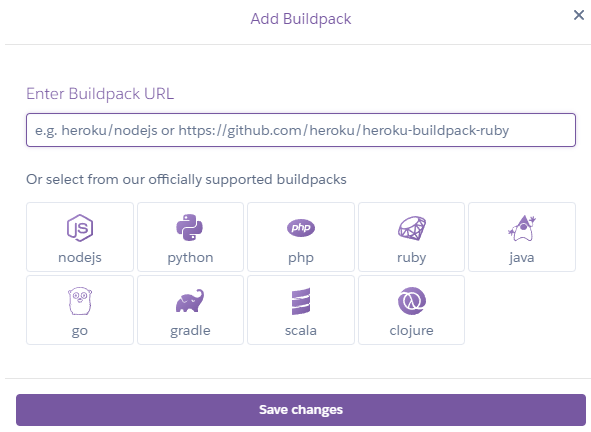 Add Buildpack
Enter Buildpack URL
e.g. heroku/nodejs or https://github.com/heroku/heroku-buildpack-ruby
Or select from our officially supported buildpacks
JS
php
nodejs python php ruby java
go gradle scala clojure
Save changes